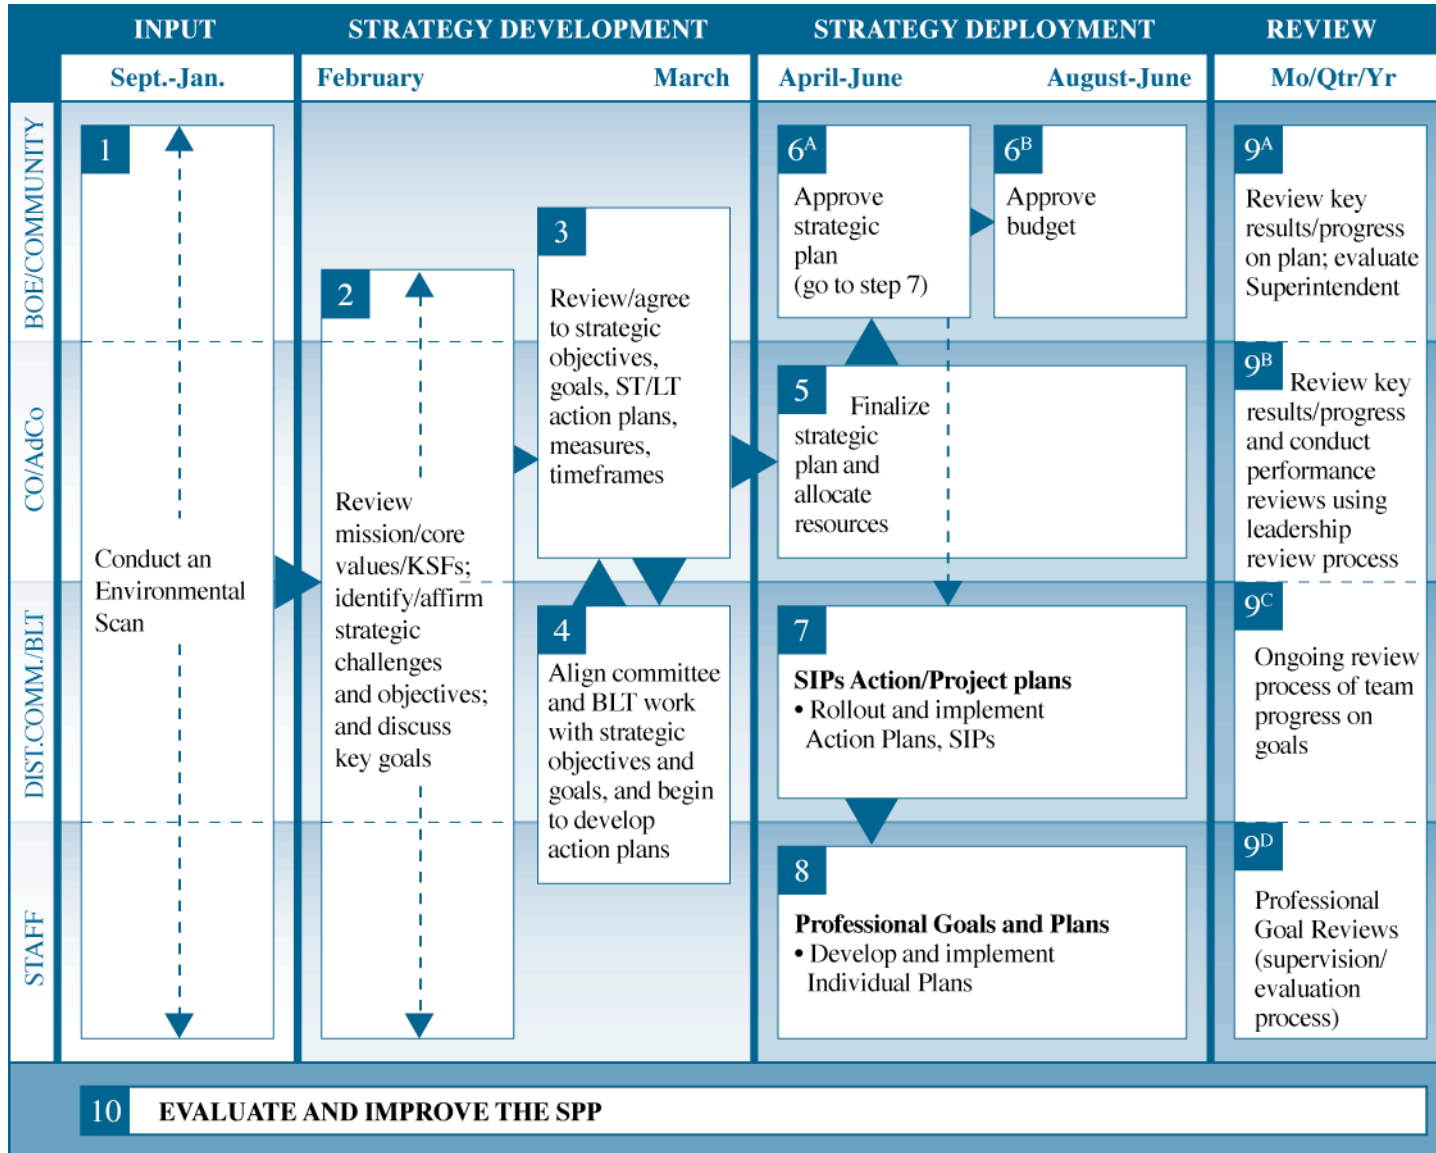 INPUT
STRATEGY DEVELOPMENT
STRATEGY DEPLOYMENT
REVIEW
Sept.-Jan.
February
March
April-June
August-June
Mo/Qtr/Yr
BOE/COMMUNITY
CO/AdCo
DIST.COMM./BLT
STAFF
1
Conduct an
Environmental
Scan
2
Review
mission/core
values/KSFs;
identify/affirm
strategic
challenges
and objectives;
and discuss
key goals
3
Review/agree
to strategic
objectives,
goals, ST/LT
action plans,
measures,
timeframes
4
Align committee
and BLT work
with strategic
objectives and
goals, and begin
to develop
action plans
5
Finalize
strategic
plan and
allocate
resources
6A
Approve
strategic
plan
(go to step 7)
6B
Approve
budget
7
SIPs Action/Project plans
• Rollout and implement
Action Plans, SIPs
8
Professional Goals and Plans
• Develop and implement
Individual Plans
9A
Review key
results/progress
on plan; evaluate
Superintendent
9B
Review key
results/progress
and conduct
performance
reviews using
leadership
review process
9C
Ongoing review
process of team
progress on
goals
9D
Professional
Goal Reviews
(supervision/
evaluation
process)
10
EVALUATE AND IMPROVE THE SPP